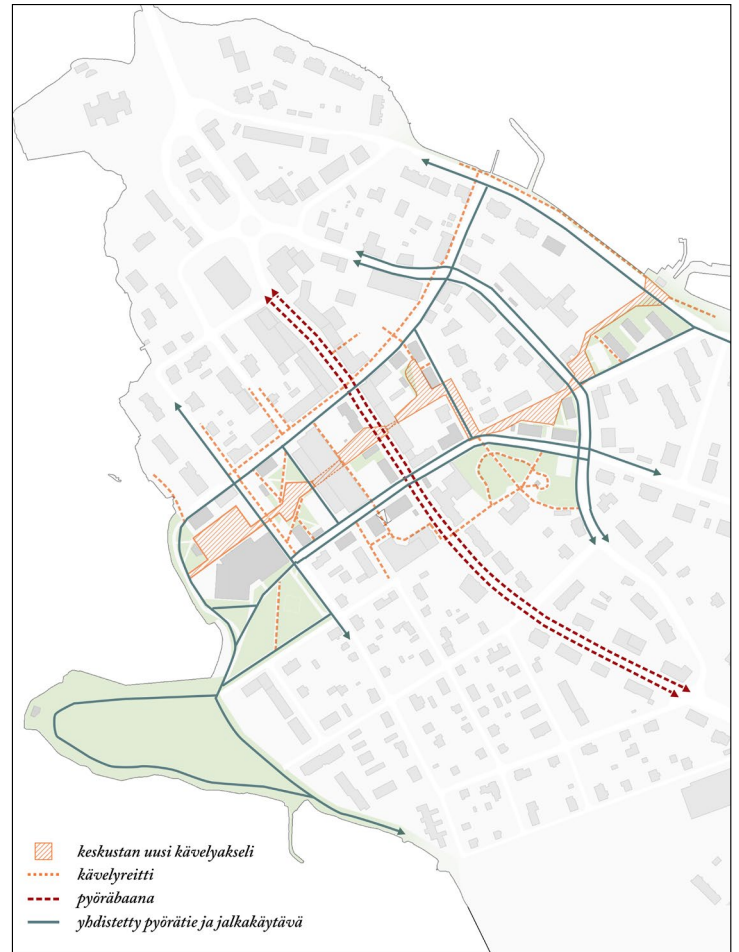 keskustan uusi kävelyakseli
kävelyreitti
pyöräbaana
yhdistetty pyörätie ja jalkakäytävä